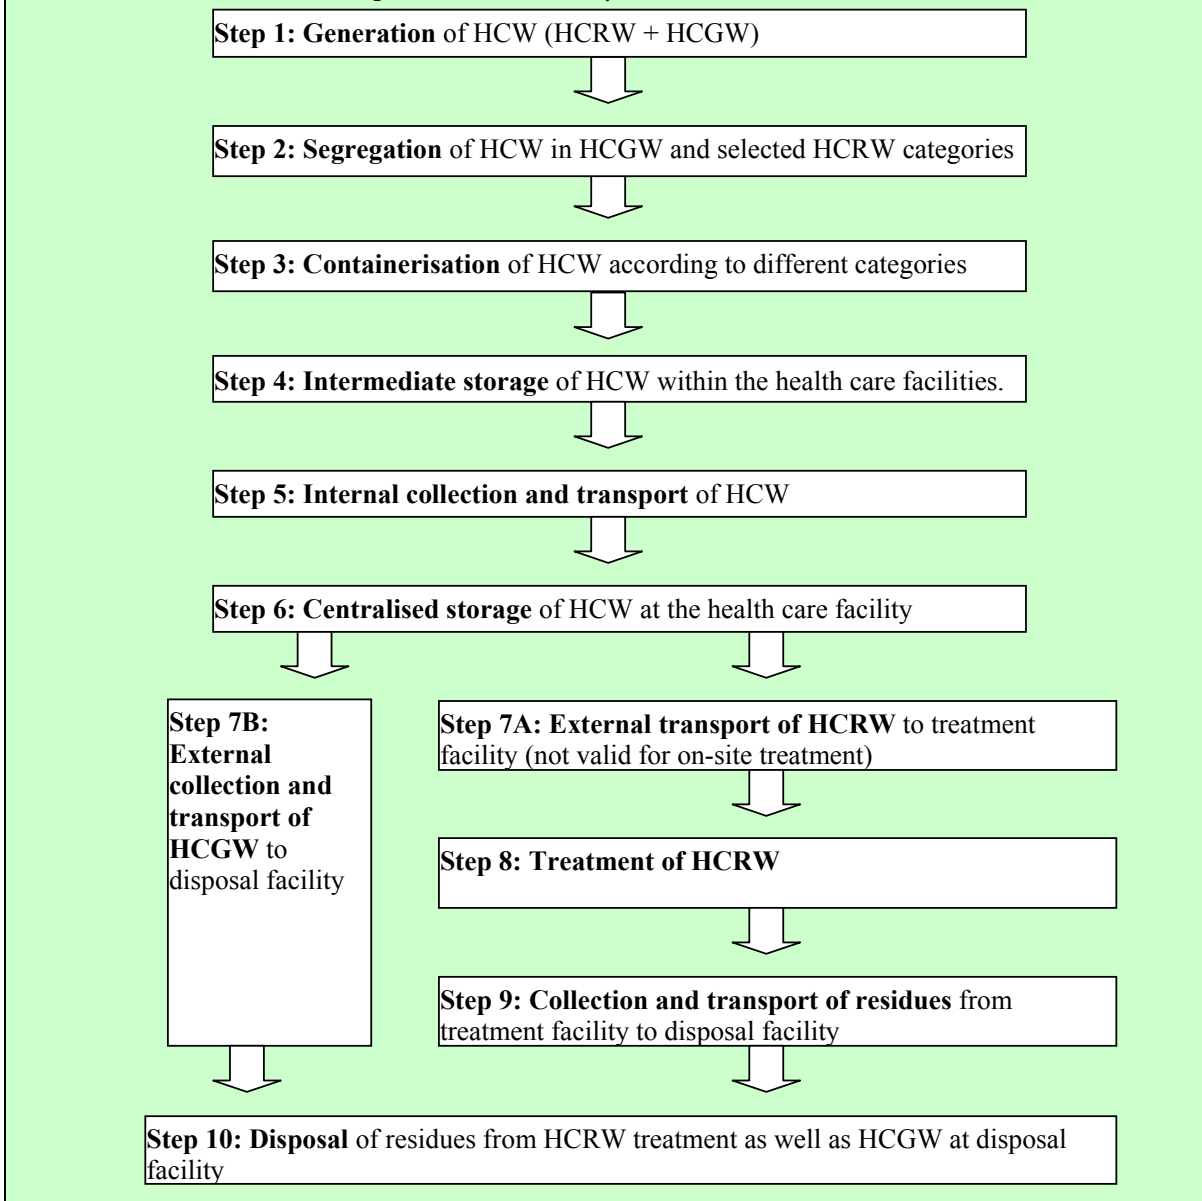 Step 1: Generation of HCW (HCRW + HCGW)
Step 2: Segregation of HCW in HCGW and selected HCRW categories
Step 3: Containerisation of HCW according to different categories
Step 4: Intermediate storage of HCW within the health care facilities.
Step 5: Internal collection and transport of HCW
Step 6: Centralised storage of HCW at the health care facility
Step 7B:
External
collection and
transport of
HCGW to
disposal facility
Step 7A: External transport of HCRW to treatment
facility (not valid for on-site treatment)
Step 8: Treatment of HCRW
Step 9: Collection and transport of residues from
treatment facility to disposal facility
Step 10: Disposal of residues from HCRW treatment as well as HCGW at disposal
facility